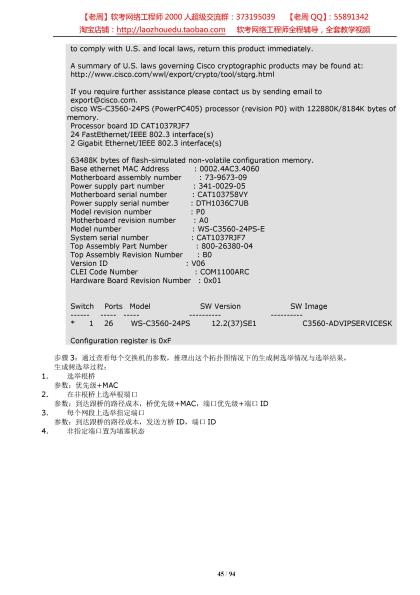 【老周】软考网络工程师 2000 人超级交流群：373195039 【老周 QQ】：55891342
淘宝店铺：http://laozhouedu.taobao.com 软考网络工程师全程辅导，全套教学视频
to comply with U.S. and local laws, return this product immediately.
A summary of U.S. laws governing Cisco cryptographic products may be found at:
http://www.cisco.com/wwl/export/crypto/tool/stqrg.html
If you require further assistance please contact us by sending email to
export@cisco.com.
cisco WS-C3560-24PS (PowerPC405) processor (revision P0) with 122880K/8184K bytes of
memory.
Processor board ID CAT1037RJF7
24 FastEthernet/IEEE 802.3 interface(s)
2 Gigabit Ethernet/IEEE 802.3 interface(s)
63488K bytes of flash-simulated non-volatile configuration memory.
Base ethernet MAC Address : 0002.4AC3.4060
Motherboard assembly number : 73-9673-09
Power supply part number : 341-0029-05
Motherboard serial number : CAT103758VY
Power supply serial number : DTH1036C7UB
Model revision number : P0
Motherboard revision number : A0
Model number : WS-C3560-24PS-E
System serial number : CAT1037RJF7
Top Assembly Part Number : 800-26380-04
Top Assembly Revision Number : B0
Version ID : V06
CLEI Code Number : COM1100ARC
Hardware Board Revision Number : 0x01
Switch Ports Model SW Version SW Image
------ ----- ----- ---------- ----------
* 1 26 WS-C3560-24PS 12.2(37)SE1 C3560-ADVIPSERVICESK
Configuration register is 0xF
步骤 3：通过查看每个交换机的参数，推理出这个拓扑图情况下的生成树选举情况与选举结果。
生成树选举过程：
1. 选举根桥
参数：优先级+MAC
2. 在非根桥上选举根端口
参数：到达跟桥的路径成本，桥优先级+MAC，端口优先级+端口 ID
3. 每个网段上选举指定端口
参数：到达跟桥的路径成本，发送方桥 ID，端口 ID
4. 非指定端口置为堵塞状态
45 / 94